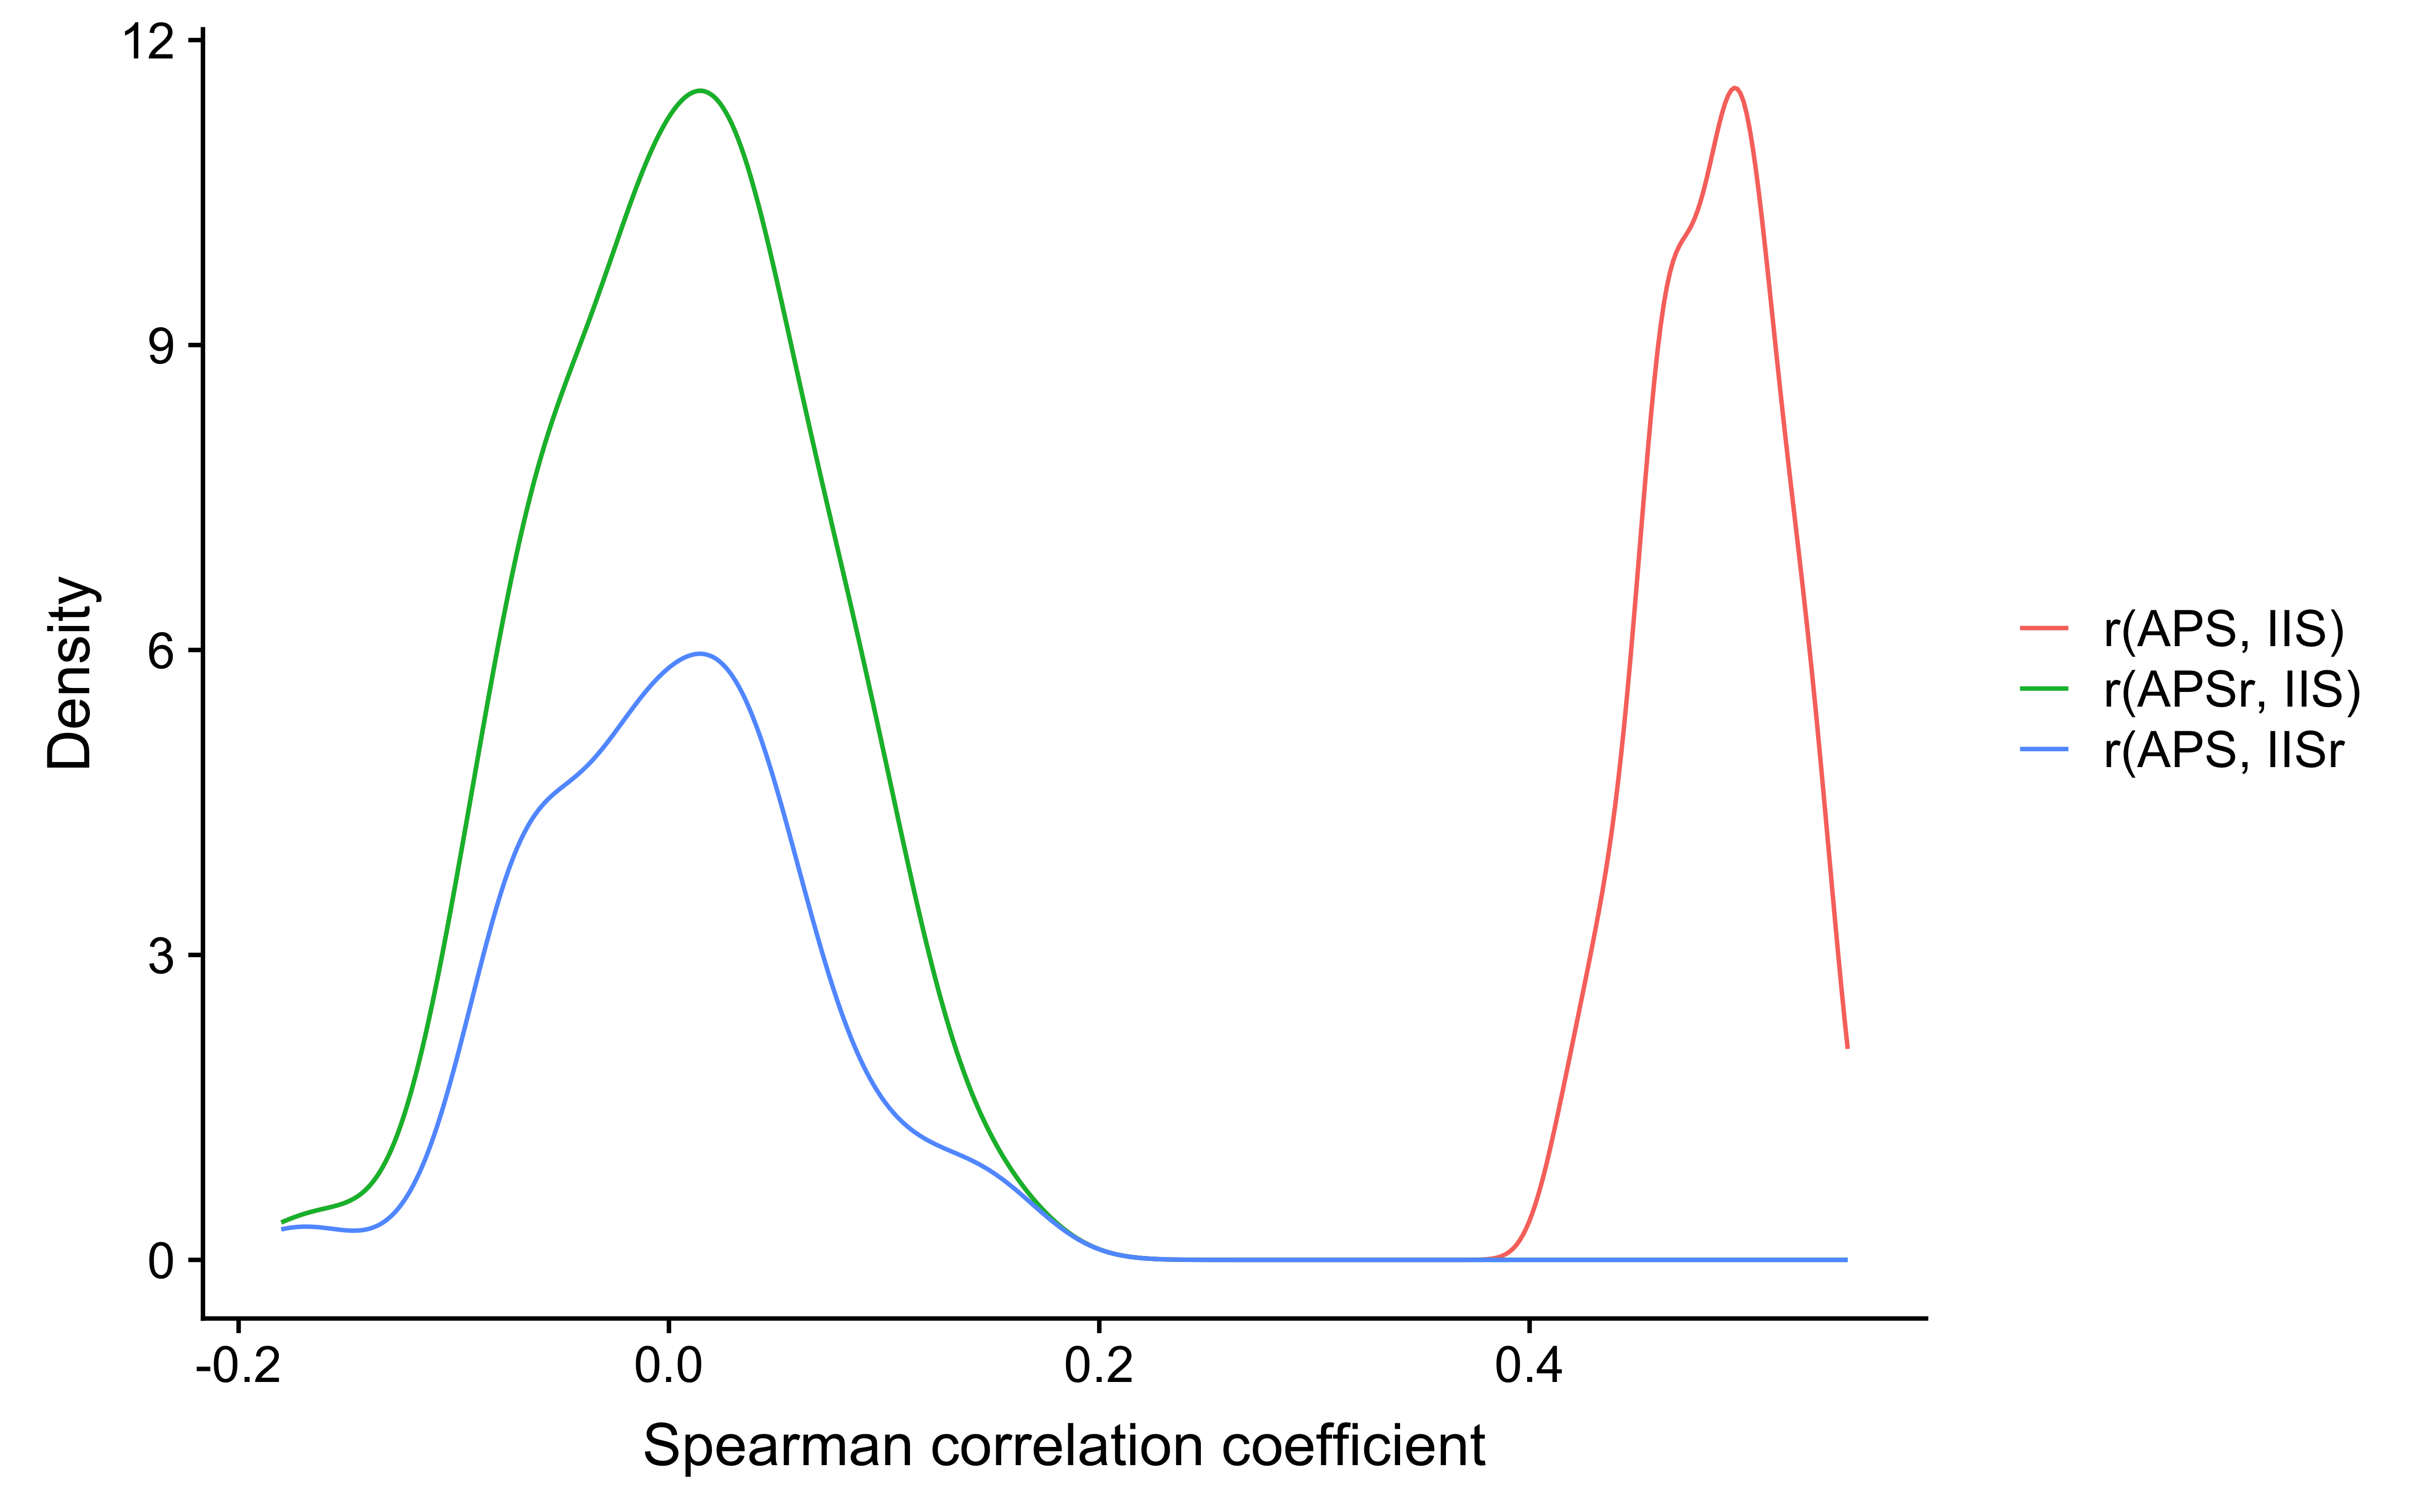 12
9
6
3
0
Density
-0.2
0.0
0.2
0.4
Spearman correlation coefficient
r(APS, IIS)
r(APSr, IIS)
r(APS, IISr